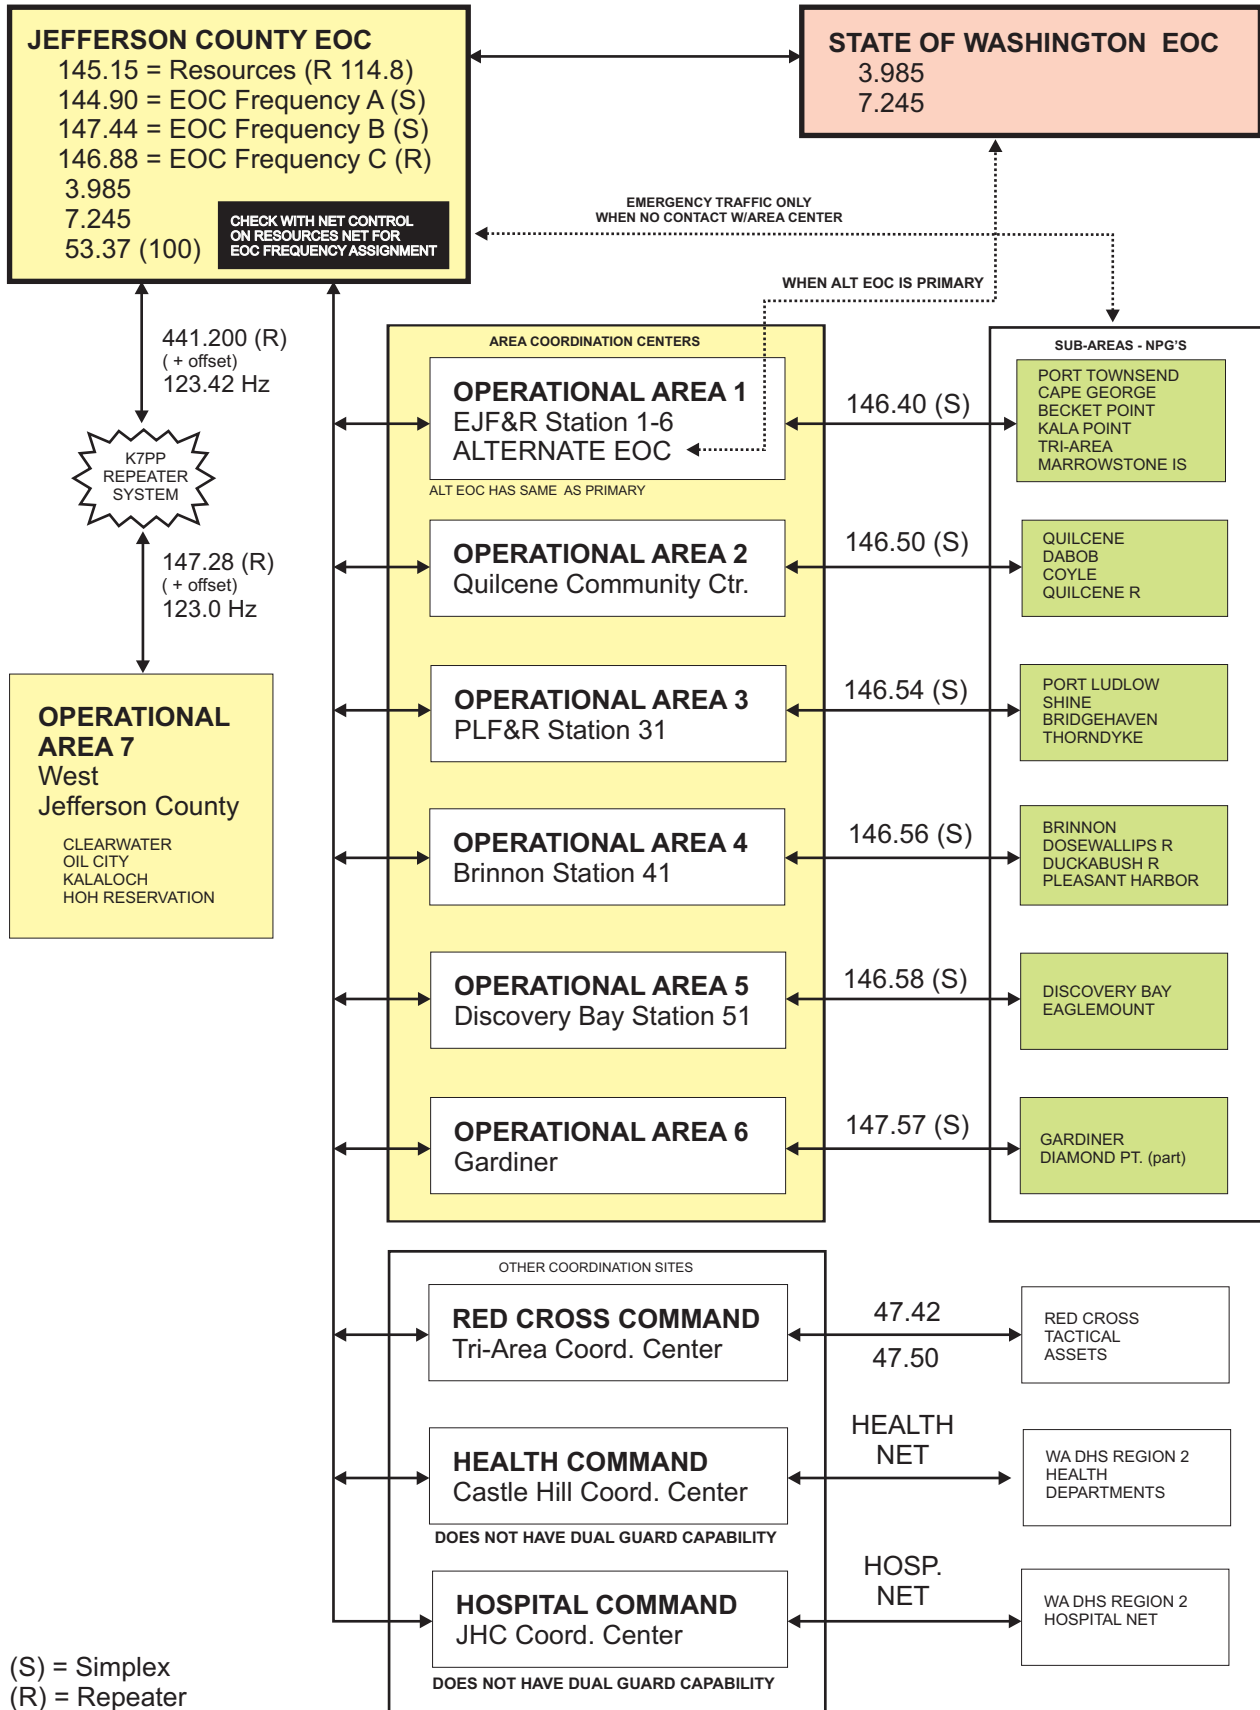 JEFFERSON COUNTY EOC
145.15 = Resources (R 114.8)
144.90 = EOC Frequency A (S)
147.44 = EOC Frequency B (S)
146.88 = EOC Frequency C (R)
3.985
7.245
53.37 (100)
CHECK WITH NET CONTROL
ON RESOURCES NET FOR
EOC FREQUENCY ASSIGNMENT
STATE OF WASHINGTON EOC
3.985
7.245
EMERGENCY TRAFFIC ONLY
WHEN NO CONTACT W/AREA CENTER
WHEN ALT EOC IS PRIMARY
441.200 (R)
( + offset)
123.42 Hz
K7PP
REPEATER
SYSTEM
147.28 (R)
( + offset)
123.0 Hz
OPERATIONAL
AREA 7
West
Jefferson County
CLEARWATER
OIL CITY
KALALOCH
HOH RESERVATION
AREA COORDINATION CENTERS
OPERATIONAL AREA 1
EJF&R Station 1-6
ALTERNATE EOC
ALT EOC HAS SAME AS PRIMARY
146.40 (S)
SUB-AREAS - NPG'S
PORT TOWNSEND
CAPE GEORGE
BECKET POINT
KALA POINT
TRI-AREA
MARROWSTONE IS
OPERATIONAL AREA 2
Quilcene Community Ctr.
146.50 (S)
QUILCENE
DABOB
COYLE
QUILCENE R
OPERATIONAL AREA 3
PLF&R Station 31
146.54 (S)
PORT LUDLOW
SHINE
BRIDGEHAVEN
THORNDYKE
OPERATIONAL AREA 4
Brinnon Station 41
146.56 (S)
BRINNON
DOSEWALLIPS R
DUCKABUSH R
PLEASANT HARBOR
OPERATIONAL AREA 5
Discovery Bay Station 51
146.58 (S)
DISCOVERY BAY
EAGLEMOUNT
OPERATIONAL AREA 6
Gardiner
147.57 (S)
GARDINER
DIAMOND PT. (part)
OTHER COORDINATION SITES
RED CROSS COMMAND
Tri-Area Coord. Center
47.42
47.50
RED CROSS
TACTICAL
ASSETS
HEALTH COMMAND
Castle Hill Coord. Center
DOES NOT HAVE DUAL GUARD CAPABILITY
HEALTH
NET
WA DHS REGION 2
HEALTH
DEPARTMENTS
HOSPITAL COMMAND
JHC Coord. Center
DOES NOT HAVE DUAL GUARD CAPABILITY
HOSP.
NET
WA DHS REGION 2
HOSPITAL NET
(S) = Simplex
(R) = Repeater